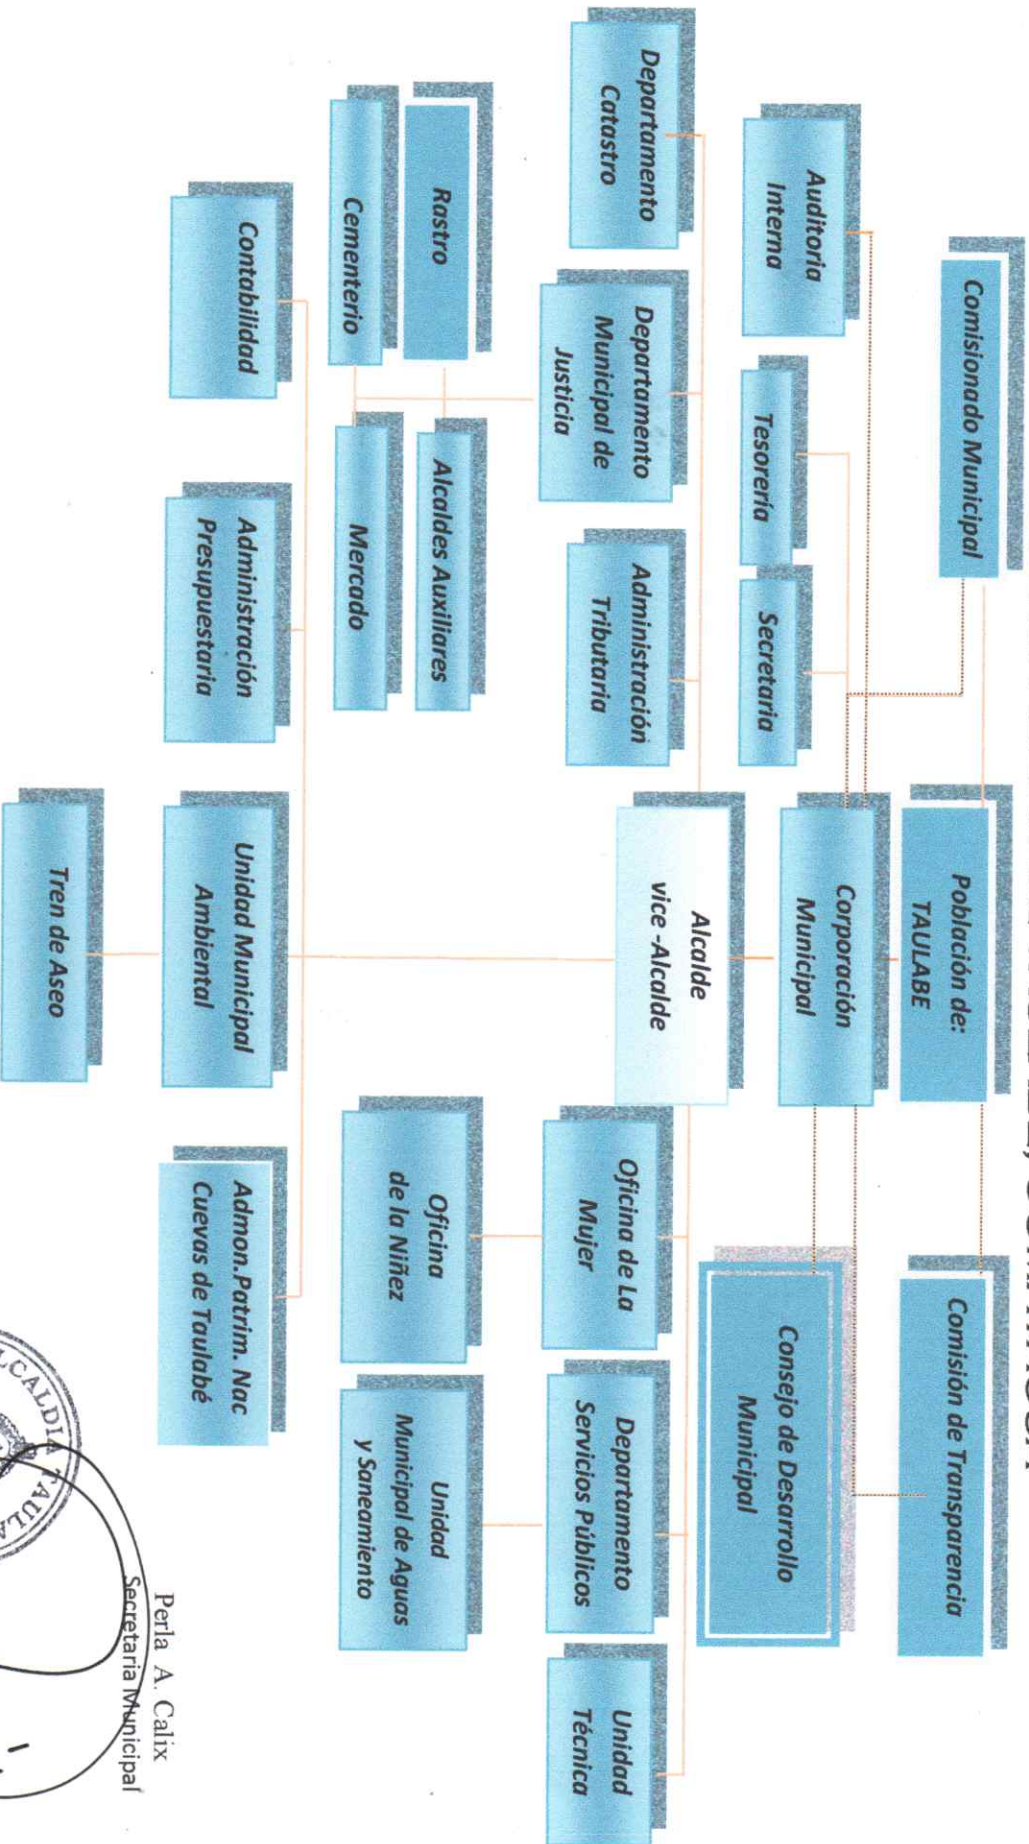 Población de:
TAULABE
Comisionado Municipal
Comisión de Transparencia
Corporación
Municipal
Auditoria
Interna
Tesorería
Secretaria
Consejo de Desarrollo
Municipal
Alcalde
vice -Alcalde
Departamento
Catastro
Departamento
Municipal de
Justicia
Administración
Tributaria
Oficina de La
Mujer
Departamento
Servicios Públicos
Unidad
Técnica
Rastro
Alcaldes Auxiliares
Cementerio
Mercado
Oficina
de la Niñez
Unidad
Municipal de Aguas
y Saneamiento
Contabilidad
Administración
Presupuestaria
Unidad Municipal
Ambiental
Admon.Patrim. Nac
Cuevas de Taulabé
Tren de Aseo
Perla A. Calix
Secretaria Municipal